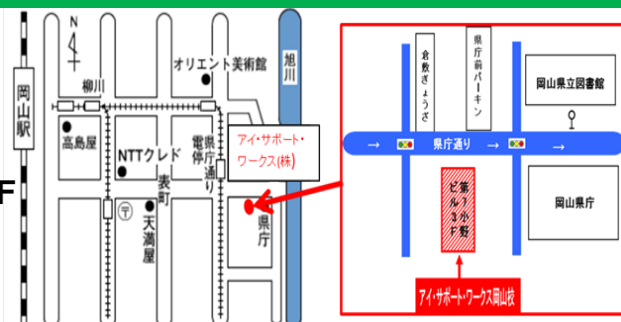 N
岡山駅
柳川
オリエント美術館
旭川
高島屋
NTTクレド
表町
県庁通り
電停
〒
天満屋
県庁
アイ・サポート・
ワークス(株)
F
倉敷ぎょうざ
県庁前パーキン
岡山県立図書館
→
県庁通り
→
→
第1小野
ビル3F
岡山県庁
アイ・サポート・ワークス岡山校